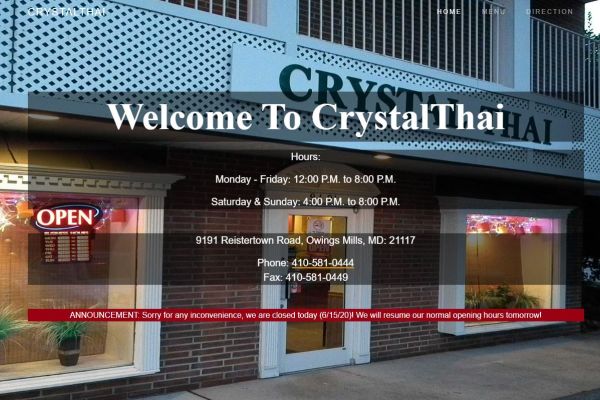 CRYSTALTHAI
HOME MENU DIRECTION
CRYSTAL THAI
Welcome To CrystalThai
Hours:
Monday - Friday: 12:00 P.M. to 8:00 P.M.
Saturday & Sunday: 4:00 P.M. to 8:00 P.M.
OPEN
BUSINESS HOURS
9191 Reistertown Road, Owings Mills, MD: 21117
Phone: 410-581-0444
Fax: 410-581-0449
ANNOUNCEMENT: Sorry for any inconvenience, we are closed today (6/15/20)! We will resume our normal opening hours tomorrow!